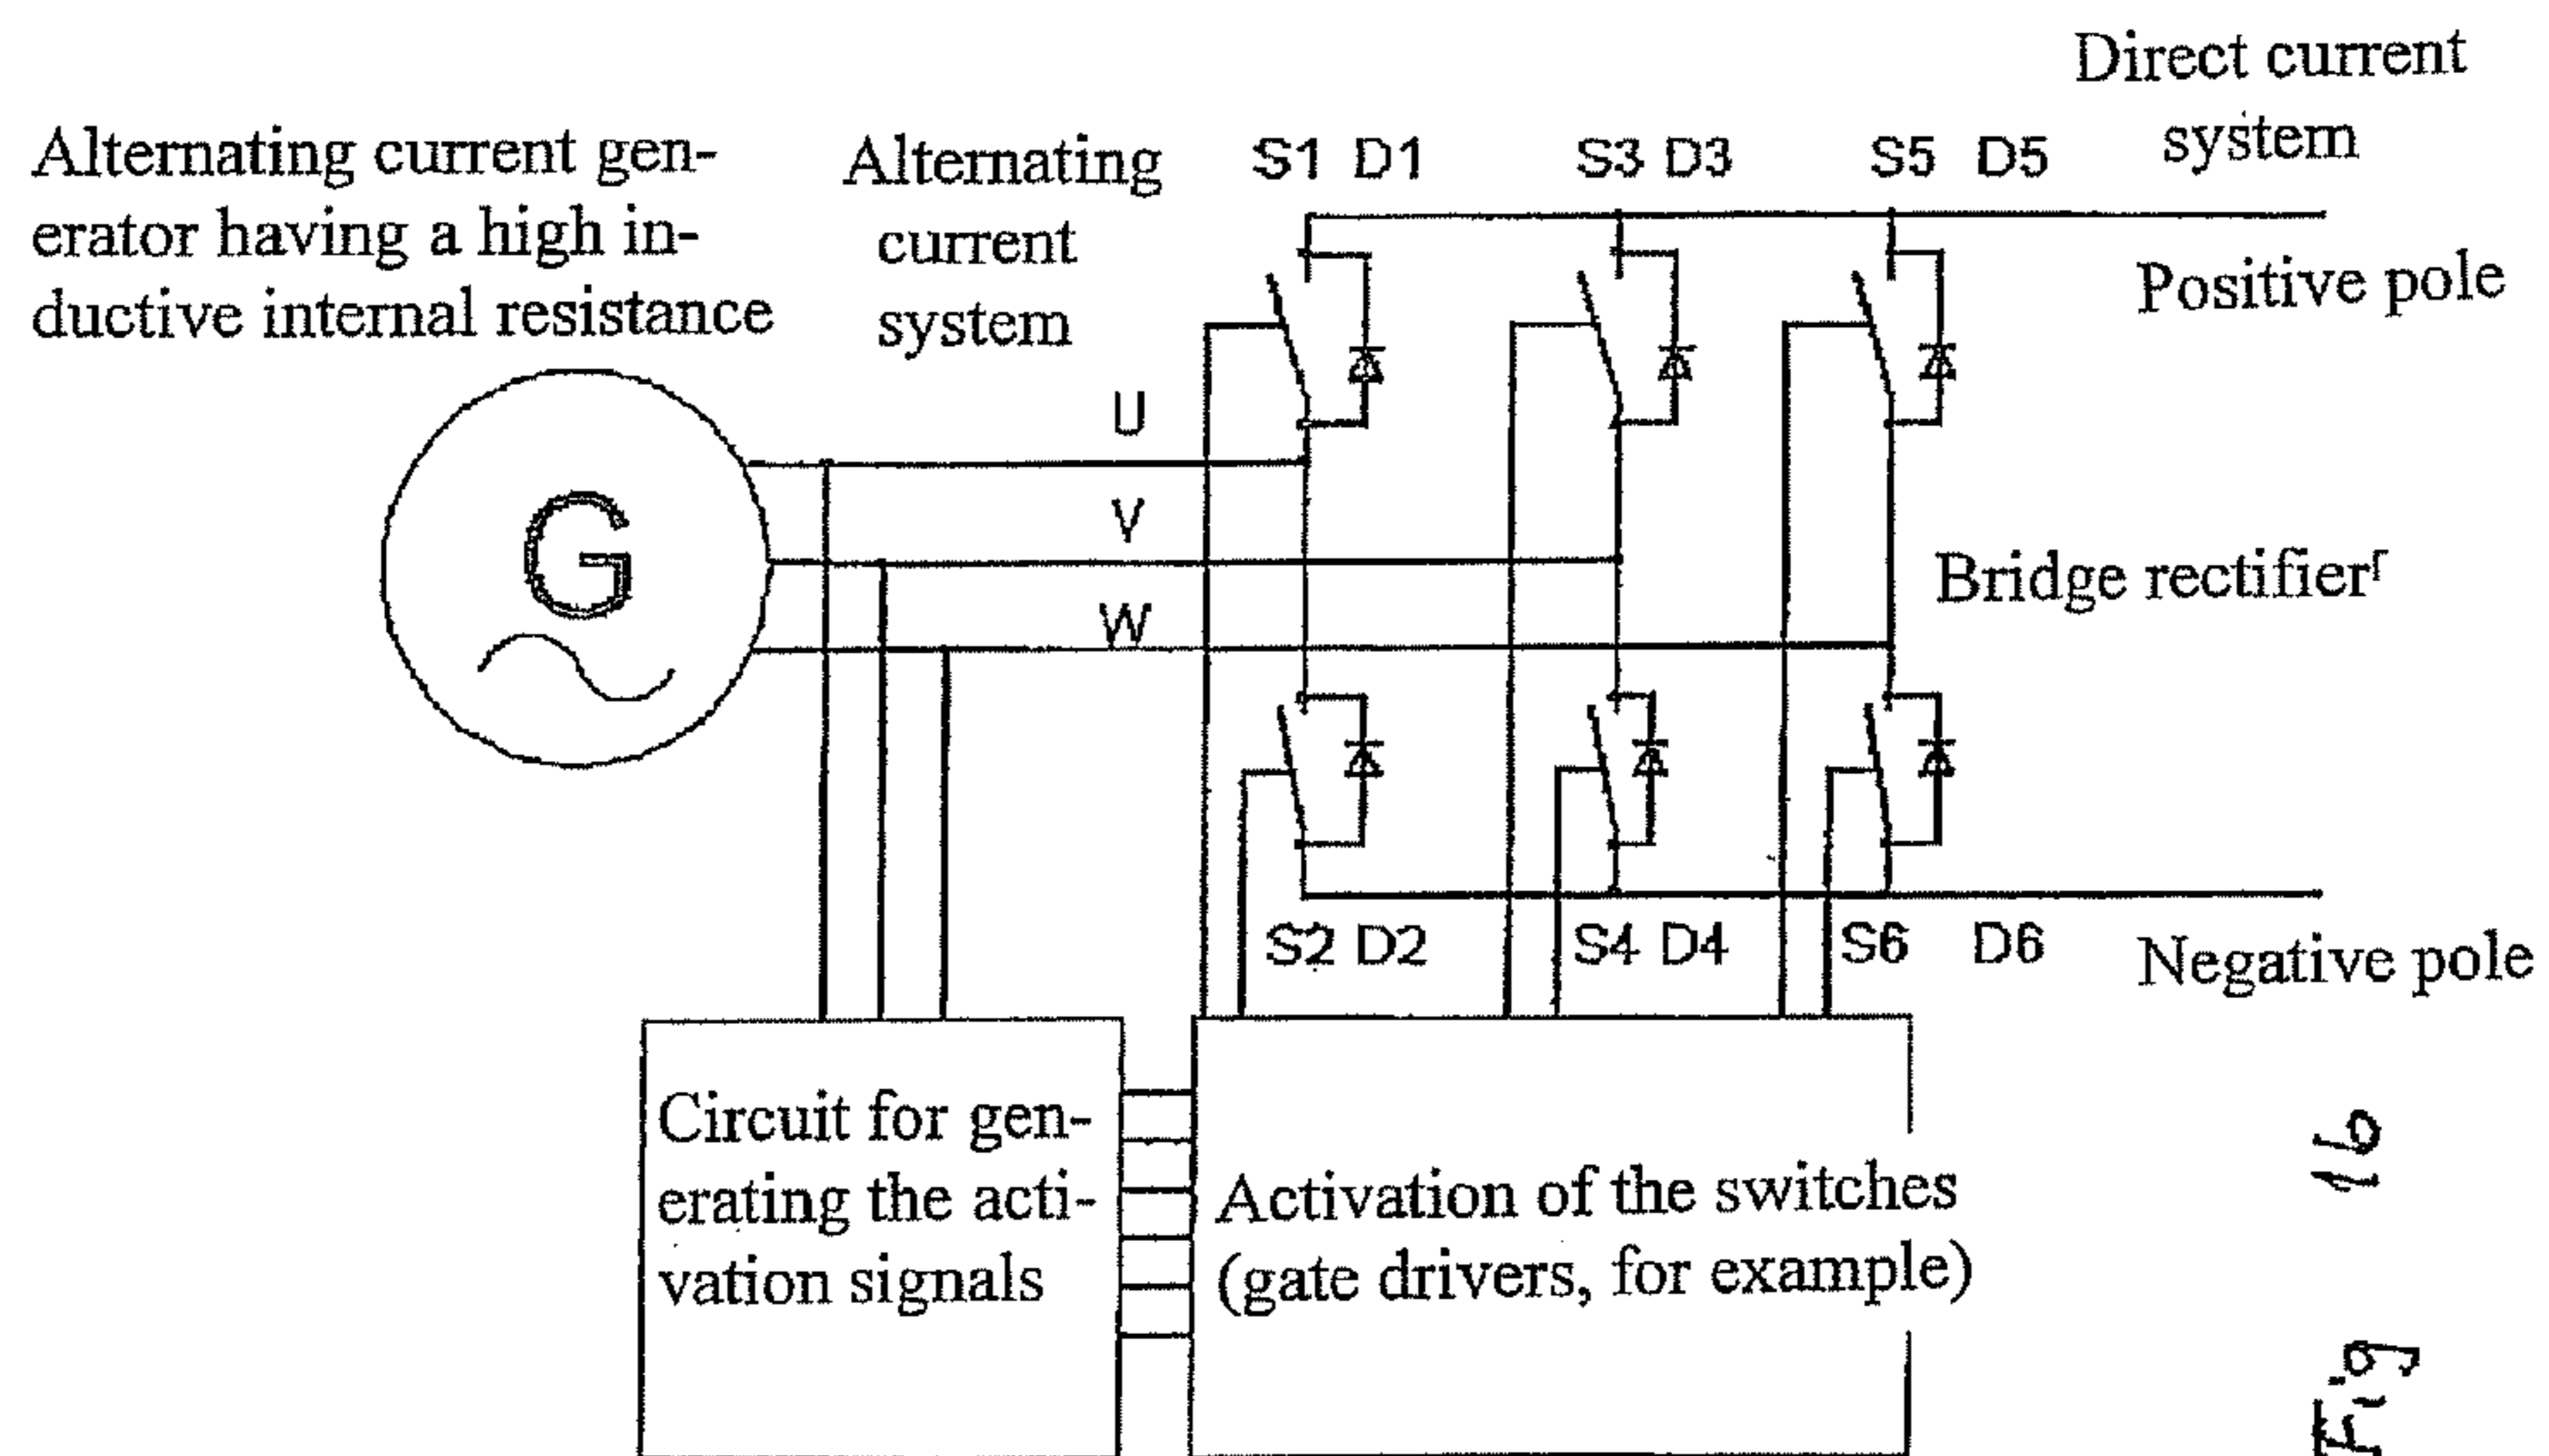 Direct current
system
Alternating current gen-
erator having a high in-
ductive internal resistance
Alternating
current
system
S1 D1
S3 D3
S5 D5
Positive pole
U
V
W
G
Bridge rectifier
S2 D2
S4 D4
S6 D6
Negative pole
Circuit for gen-
erating the acti-
vation signals
Activation of the switches
(gate drivers, for example)
Fig 1b